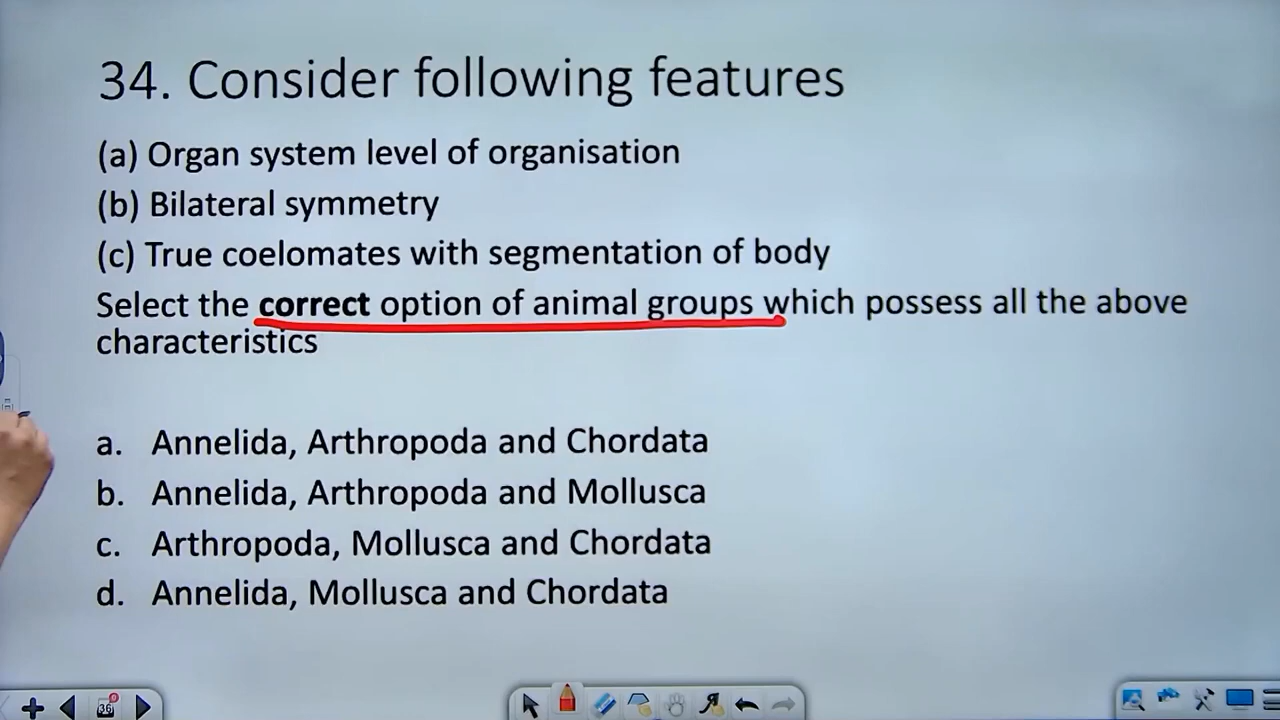 34. Consider following features
(a) Organ system level of organisation
(b) Bilateral symmetry
(c) True coelomates with segmentation of body
Select the correct option of animal groups which possess all the above
characteristics
a. Annelida, Arthropoda and Chordata
b. Annelida, Arthropoda and Mollusca
c. Arthropoda, Mollusca and Chordata
d. Annelida, Mollusca and Chordata
36